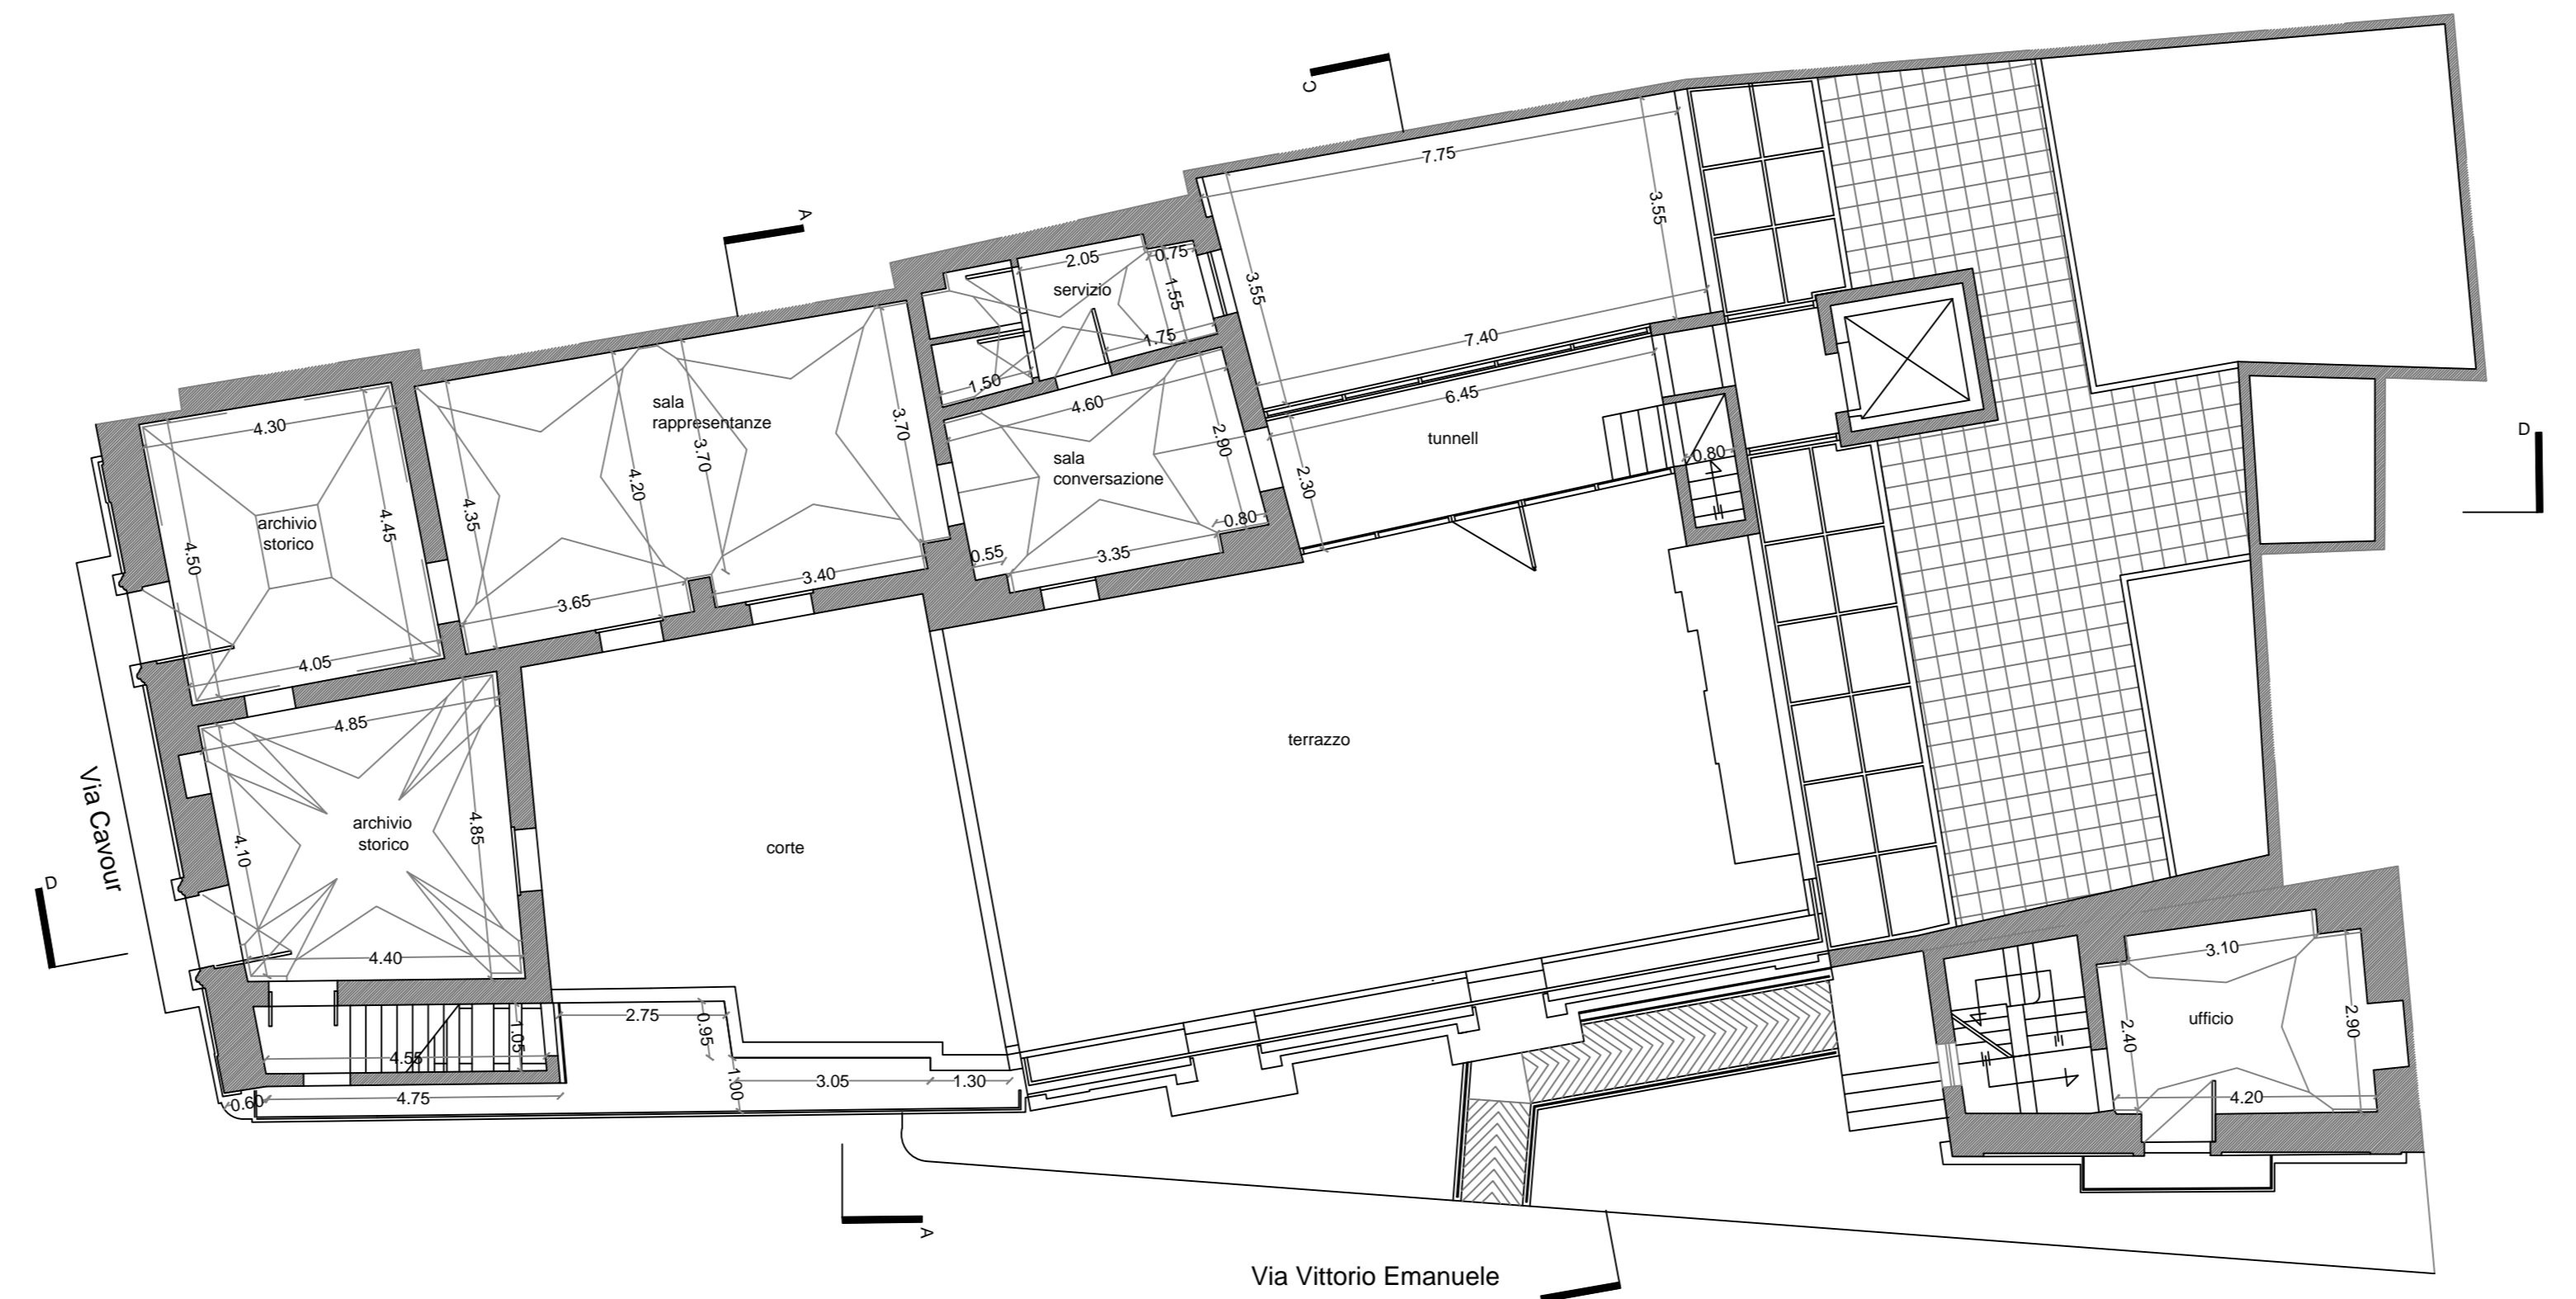 C
A
7.75
3.55
2.05
0.75
servizio
3.55
1.55
1.75
7.40
1.50
4.60
6.45
sala
rappresentanze
3.70
4.30
2.90
tunnell
D
3.70
4.20
sala
conversazione
0.80
2.30
4.35
archivio
storico
4.45
4.50
0.80
0.55
3.35
3.40
3.65
4.05
4.85
terrazzo
Via Cavour
archivio
storico
4.85
4.10
corte
D
4.40
3.10
2.75
0.95
1.05
ufficio
2.40
2.90
4.55
1.00
3.05
1.30
0.60
4.75
4.20
A
Via Vittorio Emanuele